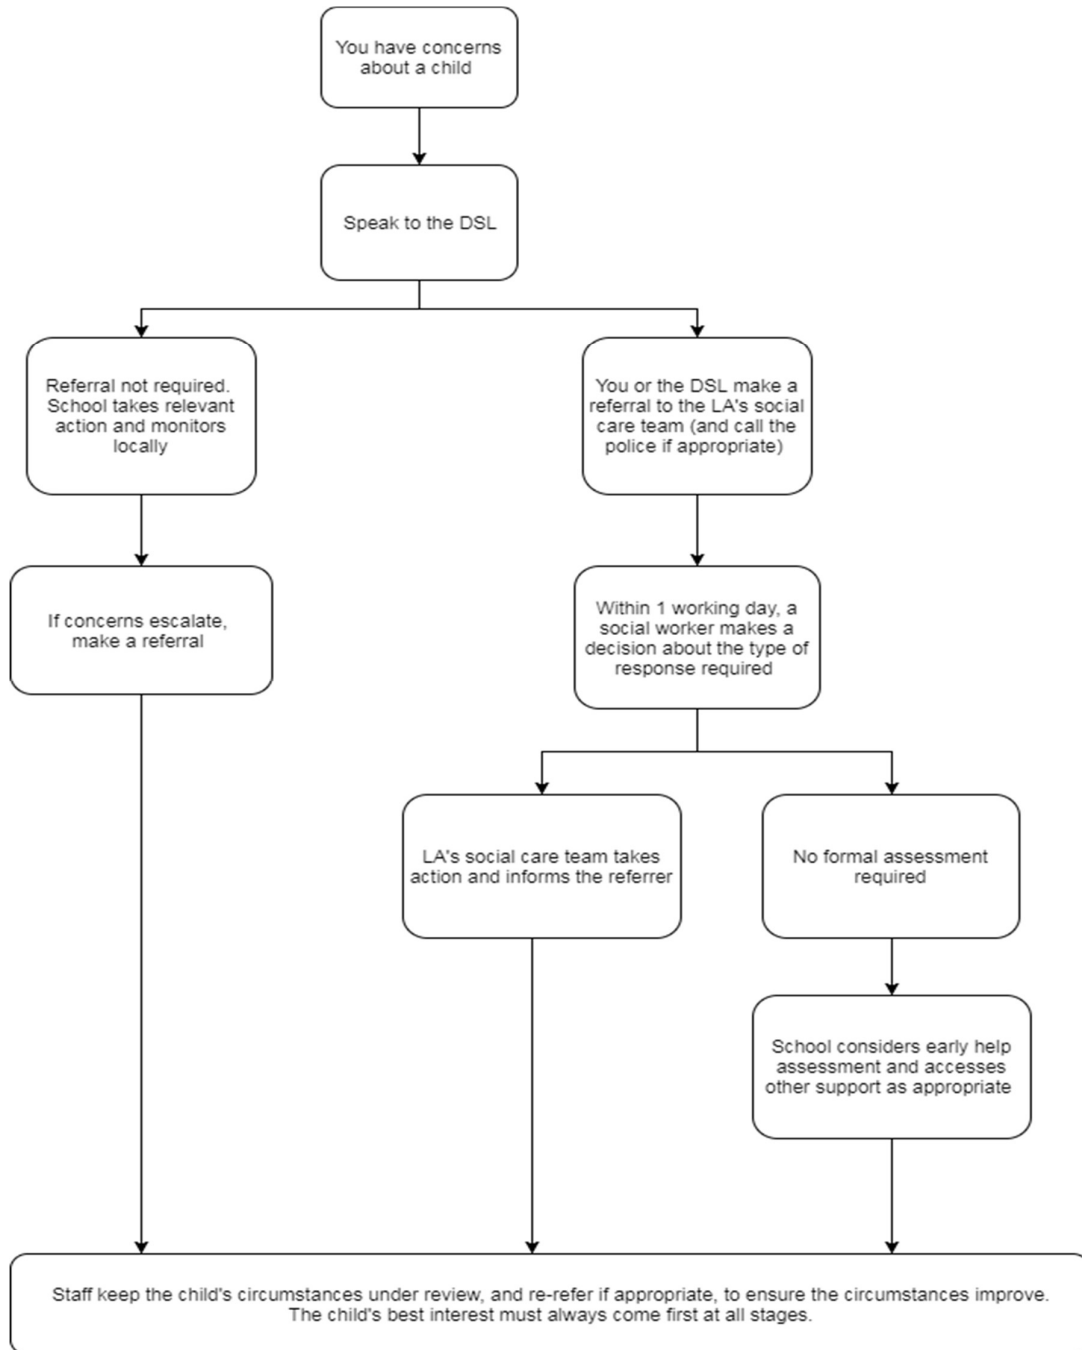 You have concerns
about a child
Speak to the DSL
Referral not required.
School takes relevant
action and monitors
locally
You or the DSL make a
referral to the LA's social
care team (and call the
police if appropriate)
If concerns escalate,
make a referral
Within 1 working day, a
social worker makes a
decision about the type of
response required
LA's social care team takes
action and informs the referrer
No formal assessment
required
School considers early help
assessment and accesses
other support as appropriate
Staff keep the child's circumstances under review, and re-refer if appropriate, to ensure the circumstances improve.
The child's best interest must always come first at all stages.